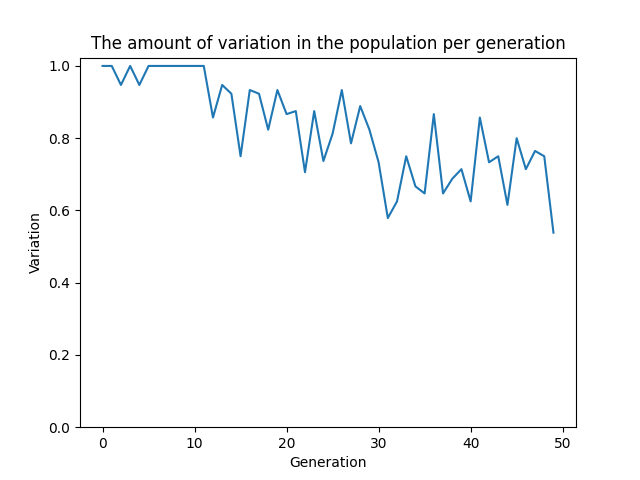 The amount of variation in the population per generation
1.0
0.8
0.6
0.4
0.2
0.0
Variation
0 10 20 30 40 50
Generation